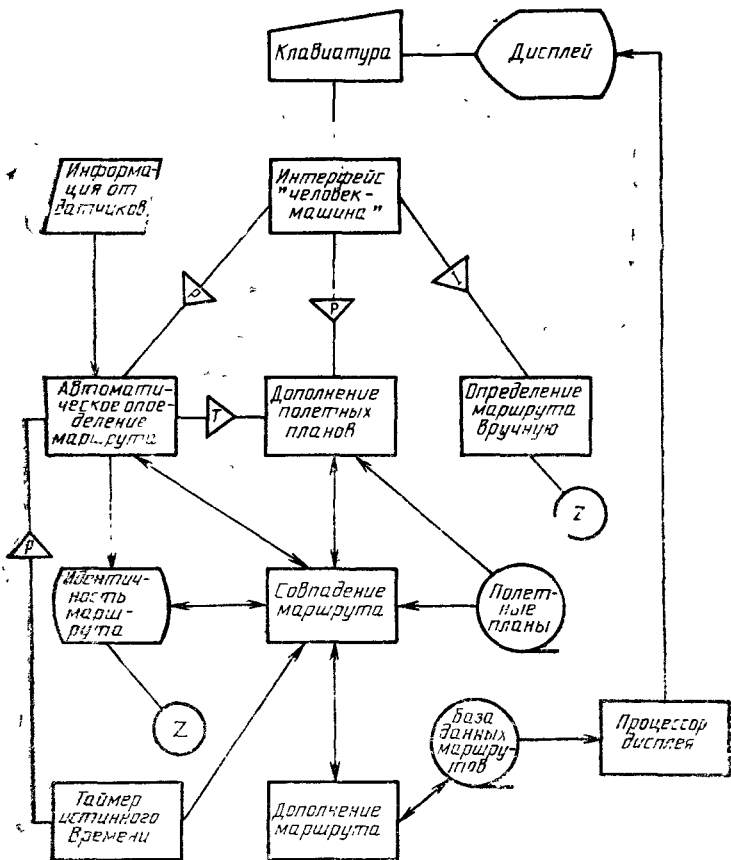 Клавиатура
Дисплей
Информа-
ция от
датчиков
Интерфейс
"человек-
машина"
P
P
I
Автомати-
ческое опре-
деление
маршрута
T
Дополнение
полетных
планов
Определение
маршрута
вручную
Z
P
Идентич-
ность
марш-
рута
Совпадение
маршрута
Полет-
ные
планы
Z
База
данных
маршру-
тов
Процессор
дисплея
Таймер
истинного
времени
Дополнение
маршрута